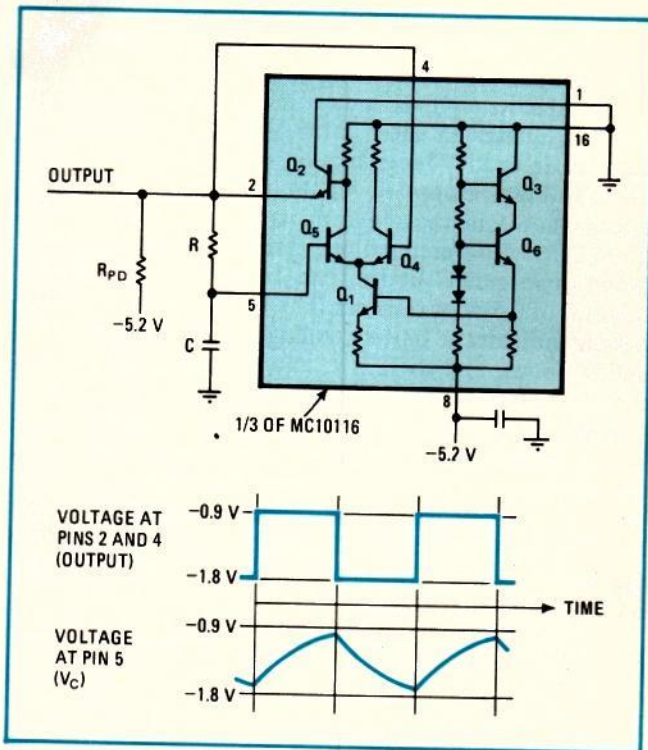 4
1
16
OUTPUT
2
Q2
Q3
Q5
Q4
Q6
R
RPD
Q1
-5.2 V
5
C
8
1/3 OF MC10116
-5.2 V
VOLTAGE AT
PINS 2 AND 4
(OUTPUT)
-0.9 V
-1.8 V
TIME
VOLTAGE
AT PIN 5
(VC)
-0.9 V
-1.8 V